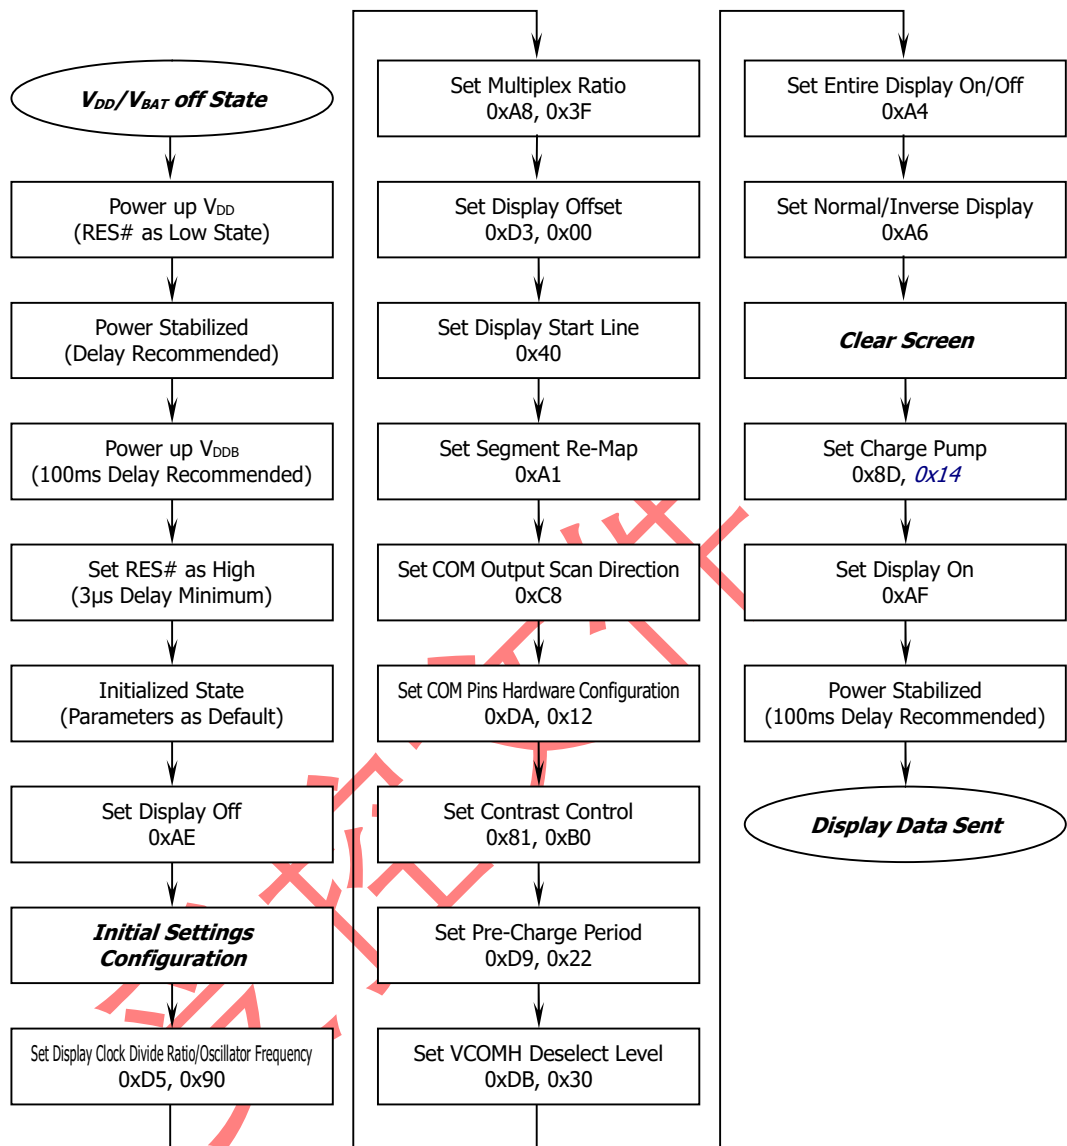 VDD/VBAT off State
Power up VDD
(RES# as Low State)
Power Stabilized
(Delay Recommended)
Power up VDDB
(100ms Delay Recommended)
Set RES# as High
(3μs Delay Minimum)
Initialized State
(Parameters as Default)
Set Display Off
0xAE
Initial Settings
Configuration
Set Display Clock Divide Ratio/Oscillator Frequency
0xD5, 0x90
Set Multiplex Ratio
0xA8, 0x3F
Set Display Offset
0xD3, 0x00
Set Display Start Line
0x40
Set Segment Re-Map
0xA1
Set COM Output Scan Direction
0xC8
Set COM Pins Hardware Configuration
0xDA, 0x12
Set Contrast Control
0x81, 0xB0
Set Pre-Charge Period
0xD9, 0x22
Set VCOMH Deselect Level
0xDB, 0x30
Set Entire Display On/Off
0xA4
Set Normal/Inverse Display
0xA6
Clear Screen
Set Charge Pump
0x8D, 0x14
Set Display On
0xAF
Power Stabilized
(100ms Delay Recommended)
Display Data Sent